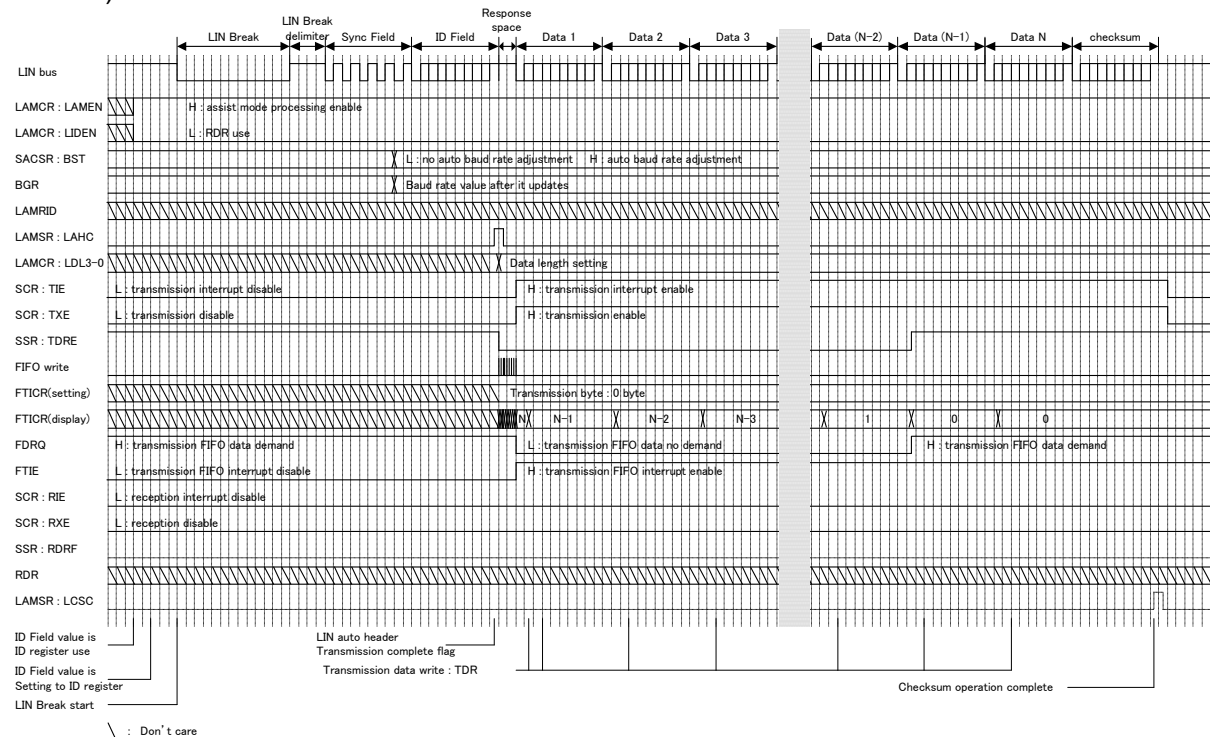 Response
space
LIN Break
delimiter
LIN Break
Sync Field
ID Field
Data 1
Data 2
Data 3
Data (N-2)
Data (N-1)
Data N
checksum
LIN bus
LAMCR : LAMEN
H : assist mode processing enable
LAMCR : LIDEN
L : RDR use
SACSR : BST
L : no auto baud rate adjustment H : auto baud rate adjustment
BGR
Baud rate value after it updates
LAMRID
LAMSR : LAHC
LAMCR : LDL3-0
Data length setting
SCR : TIE
L : transmission interrupt disable
H : transmission interrupt enable
SCR : TXE
L : transmission disable
H : transmission enable
SSR : TDRE
FIFO write
FTICR(setting)
Transmission byte : 0 byte
FTICR(display)
N
N-1
N-2
N-3
1
0
0
FDRQ
H : transmission FIFO data demand
L : transmission FIFO data no demand
H : transmission FIFO data demand
FTIE
L : transmission FIFO interrupt disable
H : transmission FIFO interrupt enable
SCR : RIE
L : reception interrupt disable
SCR : RXE
L : reception disable
SSR : RDRF
RDR
LAMSR : LCSC
ID Field value is
ID register use
LIN auto header
Transmission complete flag
Transmission data write : TDR
ID Field value is
Setting to ID register
Checksum operation complete
LIN Break start
\ : Don't care